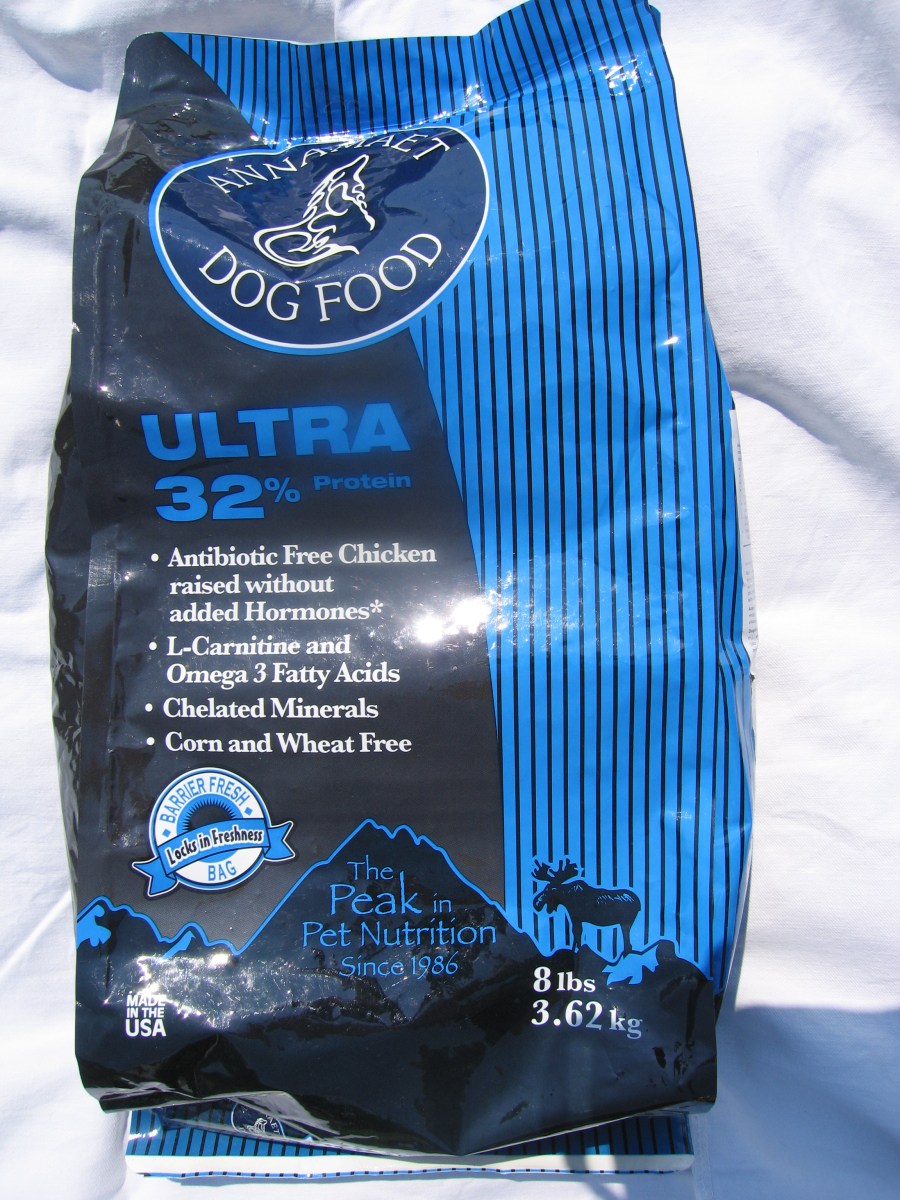 ANNAMAET
DOG FOOD
ULTRA
32% Protein
• Antibiotic Free Chicken
raised without
added Hormones*
• L-Carnitine and
Omega 3 Fatty Acids
• Chelated Minerals
• Corn and Wheat Free
BARRIER FRESH
Locks in Freshness
BAG
The
Peak in
Pet Nutrition
Since 1986
MADE
IN THE
USA
8 lbs
3.62 kg